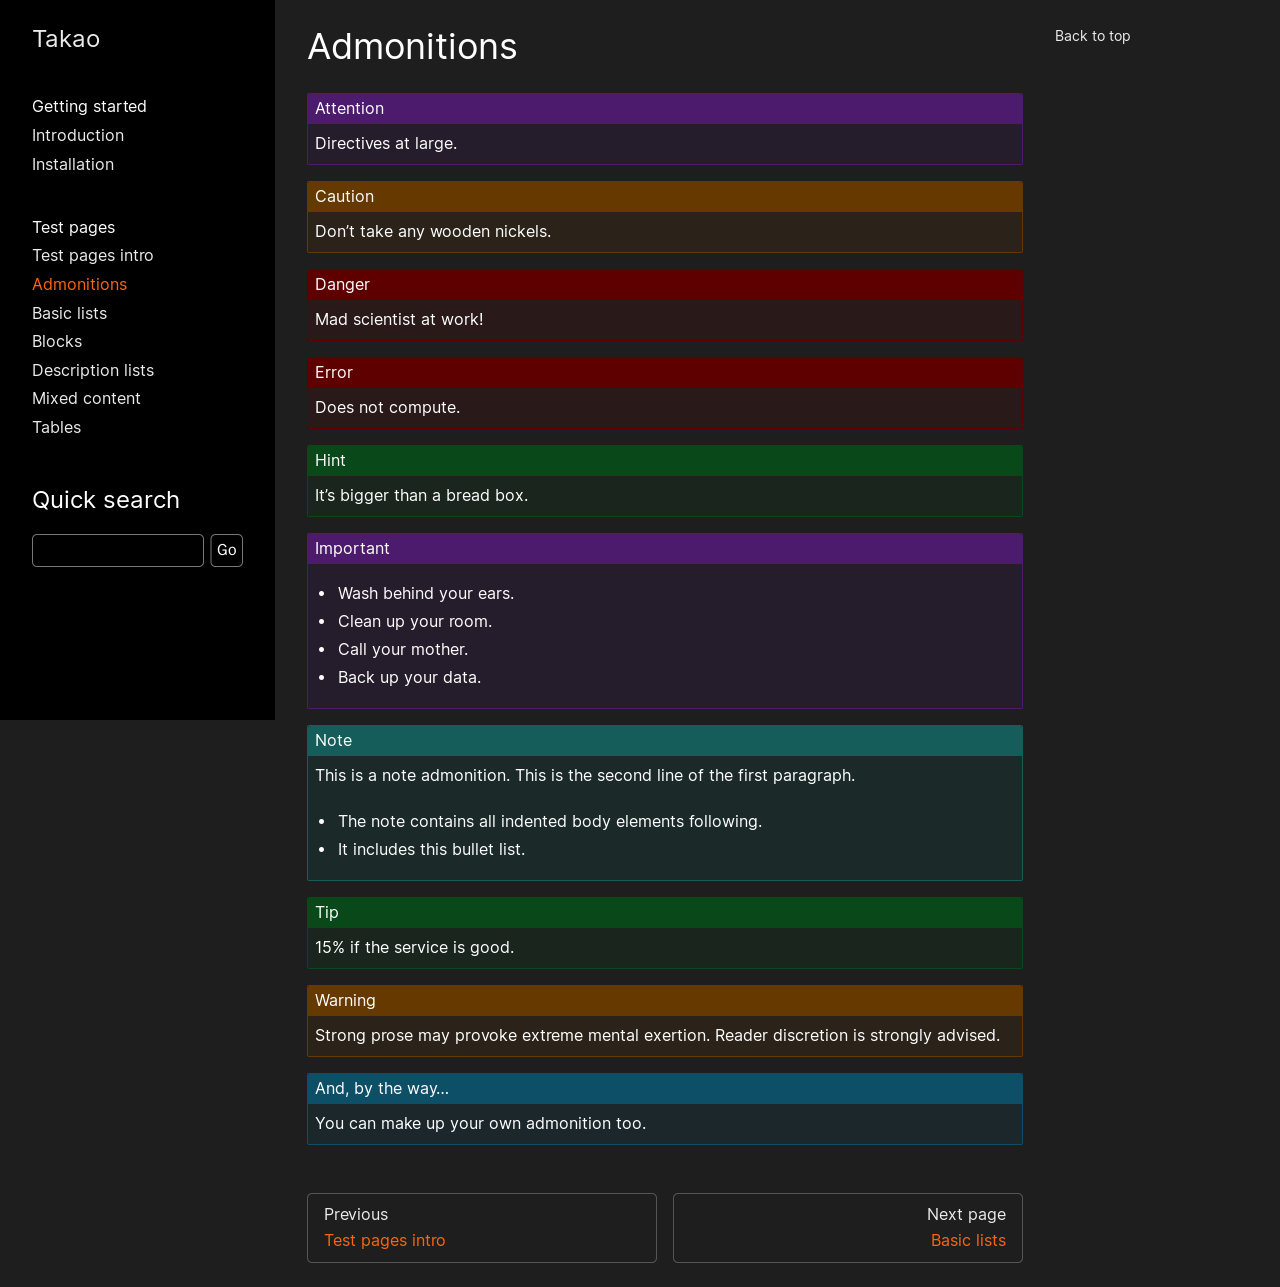 Takao
Getting started
Introduction
Installation
Test pages
Test pages intro
Admonitions
Basic lists
Blocks
Description lists
Mixed content
Tables
Quick search
Go
Admonitions
Attention
Directives at large.
Caution
Don’t take any wooden nickels.
Danger
Mad scientist at work!
Error
Does not compute.
Hint
It’s bigger than a bread box.
Important
• Wash behind your ears.
• Clean up your room.
• Call your mother.
• Back up your data.
Note
This is a note admonition. This is the second line of the first paragraph.
• The note contains all indented body elements following.
• It includes this bullet list.
Tip
15% if the service is good.
Warning
Strong prose may provoke extreme mental exertion. Reader discretion is strongly advised.
And, by the way…
You can make up your own admonition too.
Previous
Test pages intro
Next page
Basic lists
Back to top